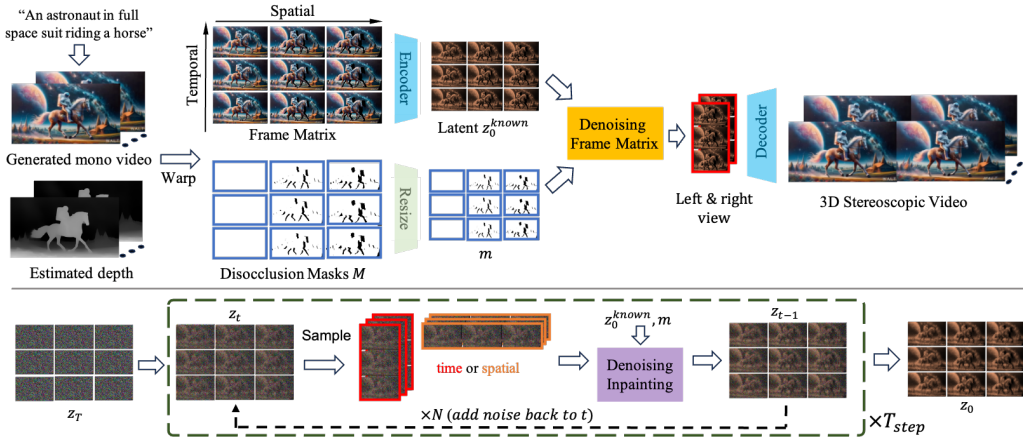 "An astronaut in full
space suit riding a horse"
Generated mono video
Estimated depth
Warp
Spatial
Temporal
Frame Matrix
Disocclusion Masks M
Encoder
Resize
Latent z_0^{known}
m
Denoising
Frame Matrix
Left & right
view
Decoder
3D Stereoscopic Video
z_T
z_t
Sample
time or spatial
z_0^{known}, m
Denoising
Inpainting
z_{t-1}
×N (add noise back to t)
×T_{step}
z_0